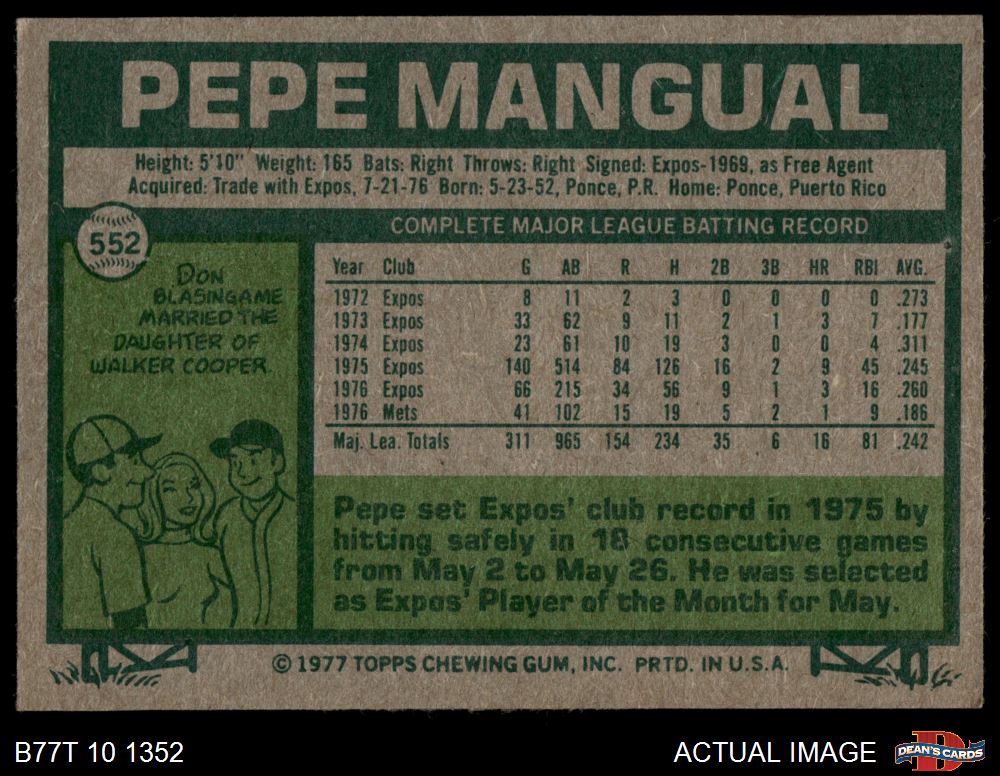 PEPE MANGUAL
Height: 5'10" Weight: 165 Bats: Right Throws: Right Signed: Expos-1969, as Free Agent
Acquired: Trade with Expos, 7-21-76 Born: 5-23-52, Ponce, P.R. Home: Ponce, Puerto Rico
552
DON
BLASINGAME
MARRIED THE
DAUGHTER OF
WALKER COOPER.
COMPLETE MAJOR LEAGUE BATTING RECORD
Year Club G AB R H 2B 3B HR RBI AVG.
1972 Expos 8 11 2 3 0 0 0 0 .273
1973 Expos 33 62 9 11 2 1 3 7 .177
1974 Expos 23 61 10 19 3 0 0 4 .311
1975 Expos 140 514 84 126 16 2 9 45 .245
1976 Expos 66 215 34 56 9 1 3 16 .260
1976 Mets 41 102 15 19 5 2 1 9 .186
Maj. Lea. Totals 311 965 154 234 35 6 16 81 .242
Pepe set Expos' club record in 1975 by
hitting safely in 18 consecutive games
from May 2 to May 26. He was selected
as Expos' Player of the Month for May.
© 1977 TOPPS CHEWING GUM, INC. PRTD. IN U.S.A.
B77T 10 1352
ACTUAL IMAGE
DEAN'S CARDS